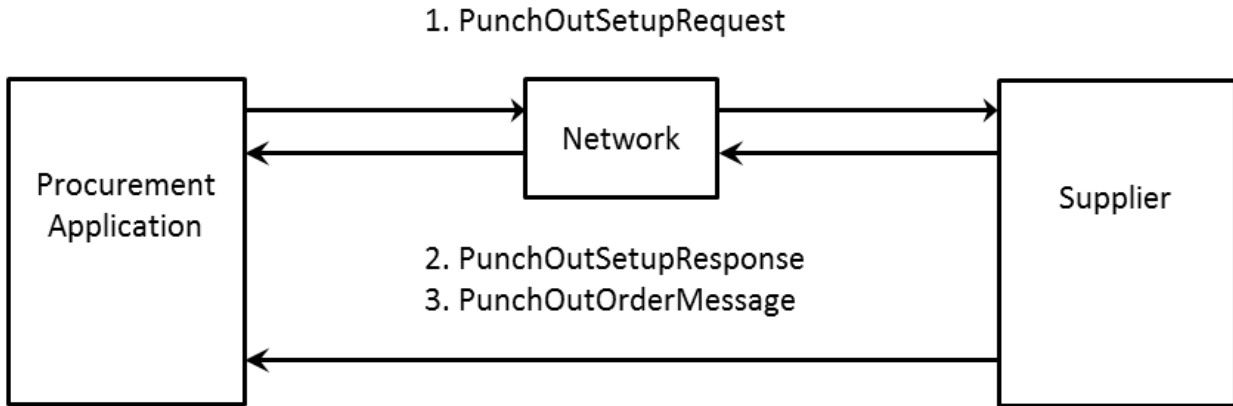 1. PunchOutSetupRequest
Network
Procurement
Application
Supplier
2. PunchOutSetupResponse
3. PunchOutOrderMessage